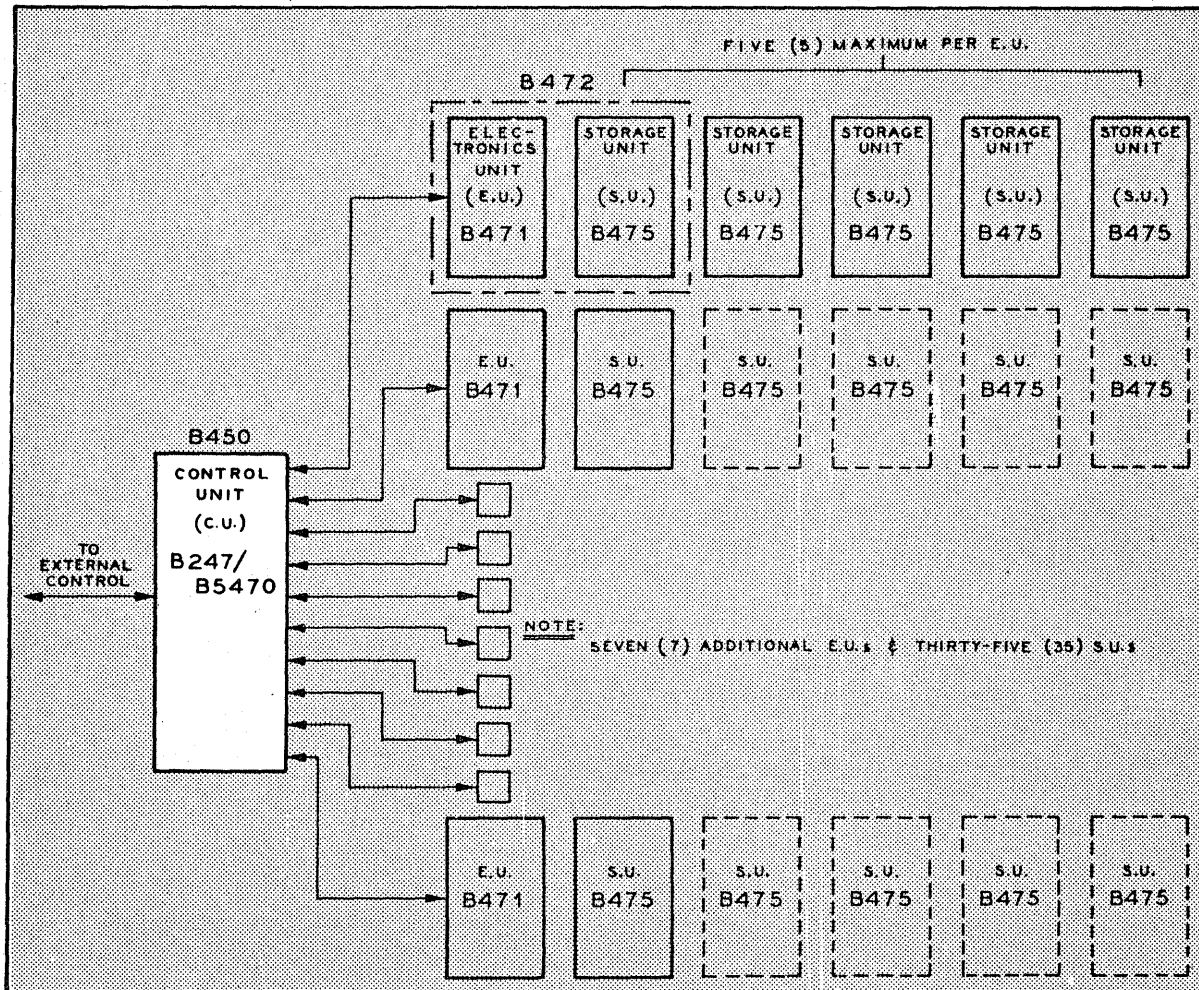 FIVE (5) MAXIMUM PER E.U.
B472
ELEC-
TRONICS
UNIT
(E.U.)
B471
STORAGE
UNIT
(S.U.)
B475
STORAGE
UNIT
(S.U.)
B475
STORAGE
UNIT
(S.U.)
B475
STORAGE
UNIT
(S.U.)
B475
STORAGE
UNIT
(S.U.)
B475
E.U.
B471
S.U.
B475
S.U.
B475
S.U.
B475
S.U.
B475
S.U.
B475
B450
CONTROL
UNIT
(C.U.)
B247/
B5470
TO
EXTERNAL
CONTROL
NOTE:
SEVEN (7) ADDITIONAL E.U.s & THIRTY-FIVE (35) S.U.s
E.U.
B471
S.U.
B475
S.U.
B475
S.U.
B475
S.U.
B475
S.U.
B475